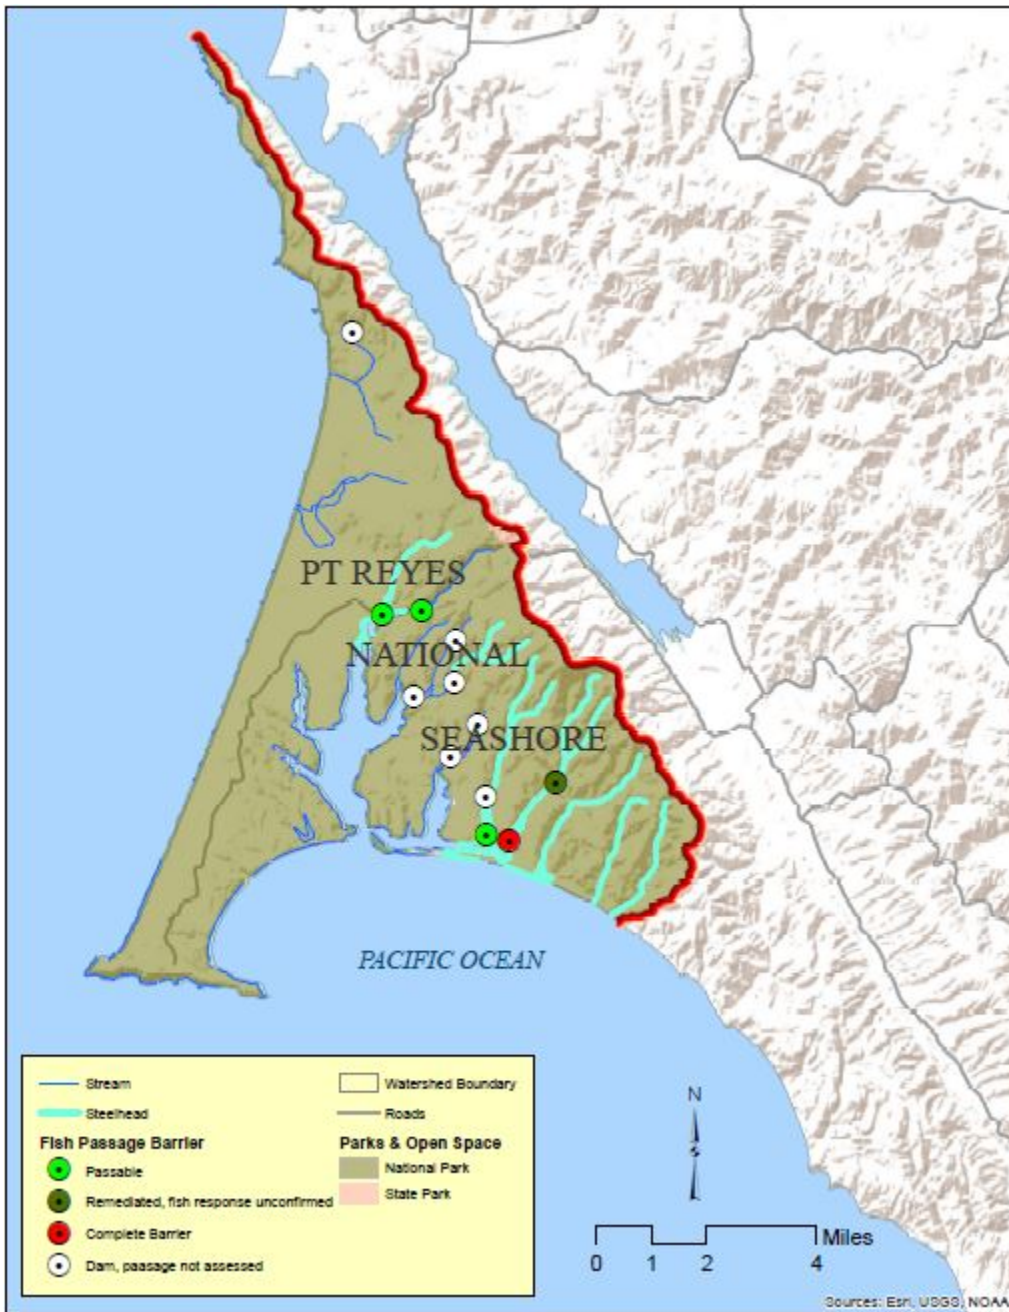 PT REYES
NATIONAL
SEASHORE
PACIFIC OCEAN
Stream
Steelhead
Fish Passage Barrier
Passable
Remediated, fish response unconfirmed
Complete Barrier
Dam, paasage not assessed
Watershed Boundary
Roads
Parks & Open Space
National Park
State Park
N
Miles
0 1 2 4
Sources: Esri, USGS, NOAA